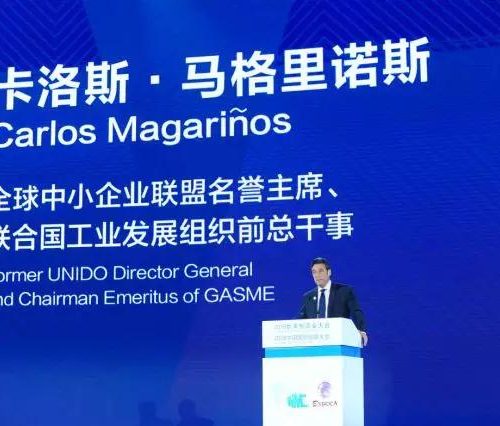 卡洛斯·马格里诺斯
Carlos Magariños
全球中小企业联盟名誉主席、
联合国工业发展组织前总干事
ormer UNIDO Director General
nd Chairman Emeritus of GASME